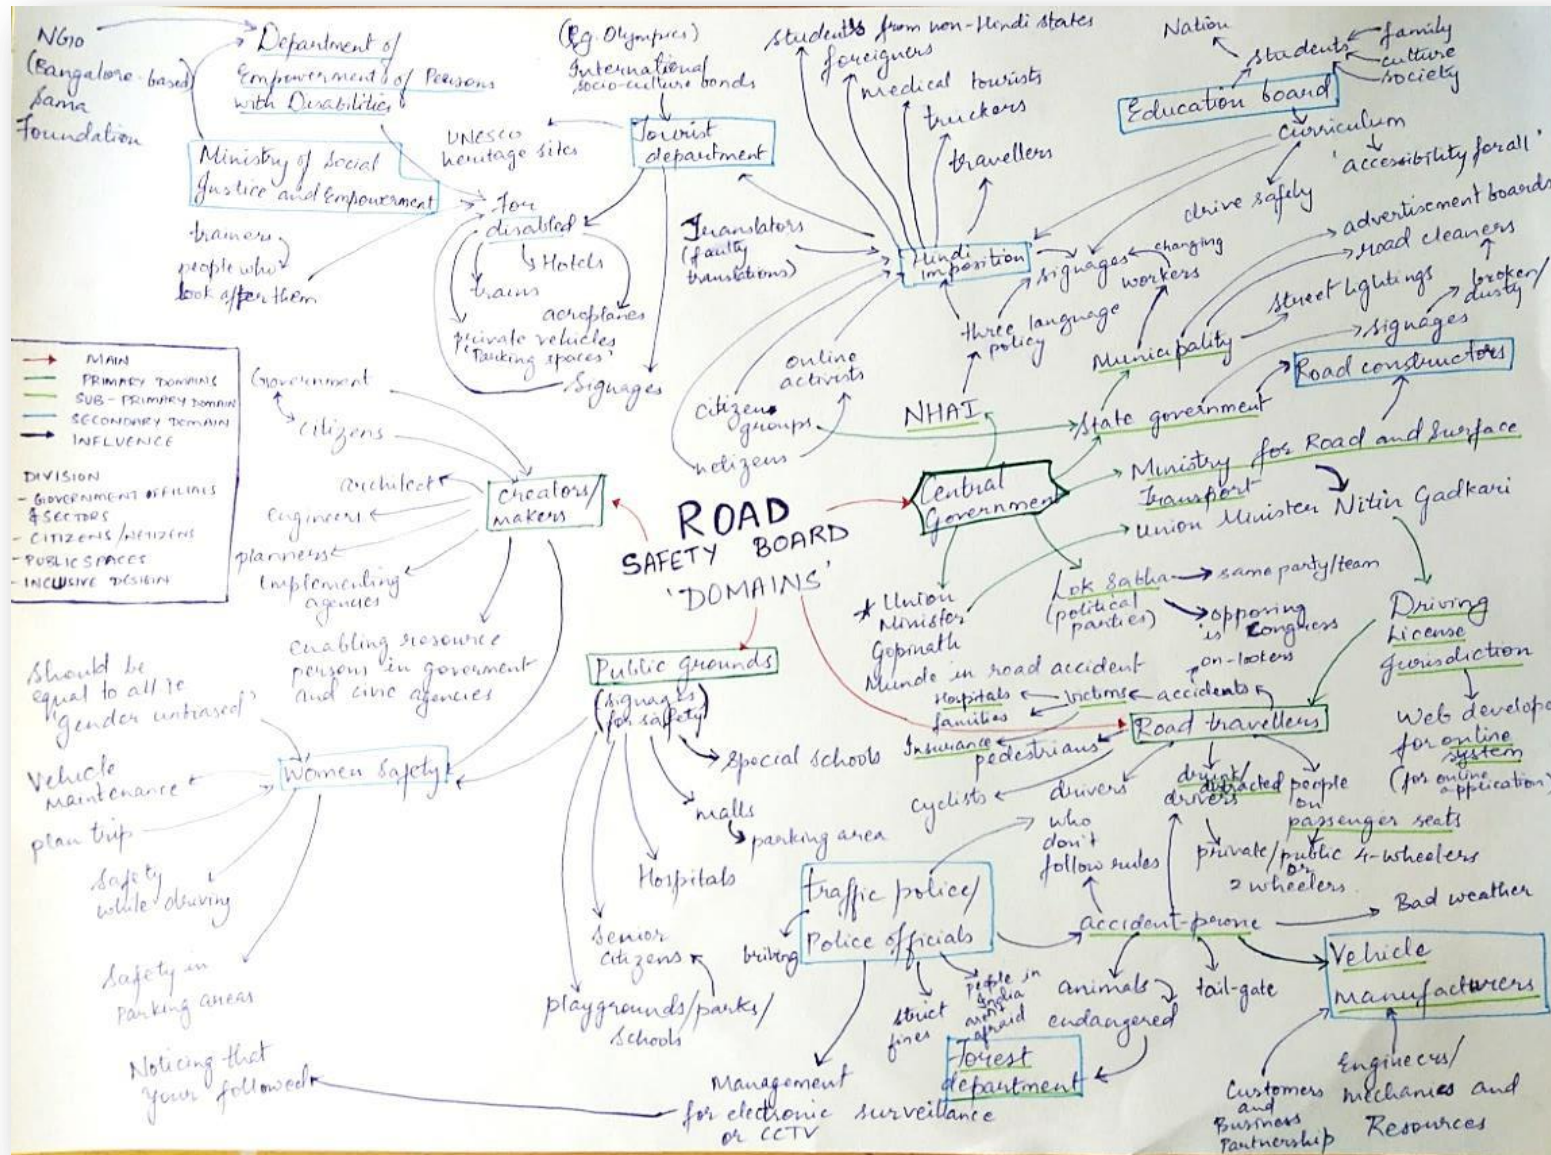 NGO
(Bangalore-based)
Sama
Foundation
Department of
Empowerment of Persons
with Disabilities
Ministry of Social
Justice and Empowerment
trainers
people who
look after them
(Eg. Olympics)
International
socio-culture bonds
UNESCO
heritage sites
Tourist
department
For
disabled
Hotels
trains
aeroplanes
private vehicles
'Parking spaces'
Signages
students from non-Hindi states
foreigners
medical tourists
truckers
travellers
Translators
(faulty
translations)
Hindi
imposition
signages
changing
workers
three language
policy
online
activists
citizen
groups
netizens
NHAI
Nation
students
family
culture
society
Education board
curriculum
'accessibility for all'
drive safely
advertisement boards
road cleaners
street lightings
broken/
dusty/
signages
Municipality
Road constructors
State government
Ministry for Road and Surface
Transport
Union Minister Nitin Gadkari
MAIN
PRIMARY DOMAINS
SUB-PRIMARY DOMAIN
SECONDARY DOMAIN
INFLUENCE
DIVISION
- GOVERNMENT OFFILIALS
& SECTORS
- CITIZENS/NETIZENS
- PUBLIC SPACES
- INCLUSIVE DESIGN
Government
citizens
architect
engineers
planners
Implementing
agencies
creators/
makers
enabling resource
persons in goverment
and civic agencies
ROAD
SAFETY BOARD
'DOMAINS'
Central
Government
* Union
Minister
Gopinath
Munde in road accident
Lok Sabha
(political
parties)
same party/team
opposing
is Congress
on-lookers
Driving
License
Jurisdiction
Web develope
for online
system
(for online
application)
Hospitals
families
victims
accidents
Insurance
pedestrians
Road travellers
cyclists
drivers
who
don't
follow rules
drunk/
distracted
drivers
people
on
passenger seats
private/public 4-wheelers
or
2 wheelers
Public grounds
(signages
for safety)
Special schools
malls
parking area
Hospitals
senior
citizens
playgrounds/parks/
schools
Should be
equal to all ie
'Gender unbiased'
Women Safety
Vehicle
maintenance
plan trip
Safety
while driving
Safety in
Parking areas
Noticing that
your followed
traffic police/
Police officials
briving
strict
fines
people in
India
aren't
afraid
Management
for electronic surveillance
or CCTV
accident-prone
Bad weather
animals
endangered
tail-gate
Forest
department
Vehicle
manufacturers
Customers
and
Business
Partnership
Engineers/
mechanics and
Resources